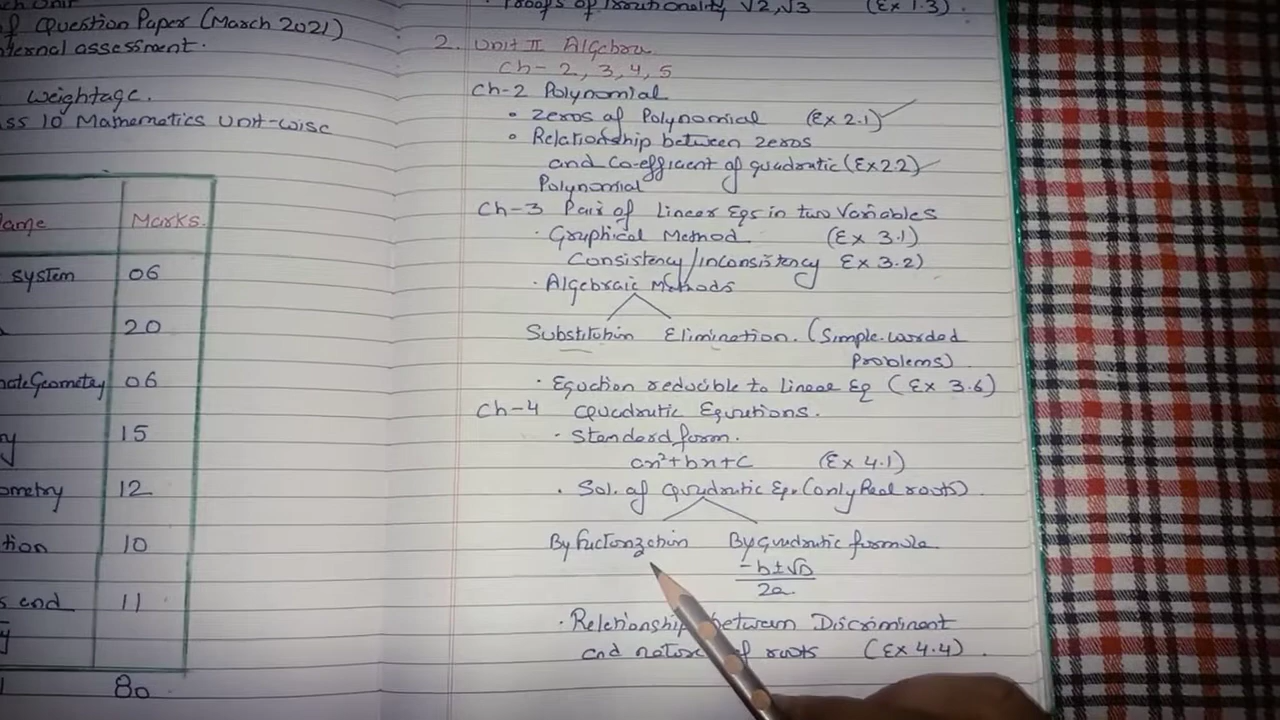 of Question Paper (March 2021)
ternal assessment.
weightage.
ss 10 Mathematics Unit-wise
ame Marks.
system 06
20
nateGeometry 06
y 15
ometry 12
tion 10
s and 11
y
80
Proofs of Irrationality √2,√3 (Ex 1.3).
2. Unit II Algebra
Ch- 2, 3, 4, 5
Ch-2 Polynomial
• Zeros of Polynomial (Ex 2.1)
• Relationship between zeros
and Co-efficient of quadratic (Ex 2.2)
Polynomial
Ch-3 Pair of Linear Eqs in two Variables
• Graphical Method (Ex 3.1)
Consistency/inconsistency Ex 3.2)
• Algebraic Methods
Substitution Elimination. (Simple worded
Problems)
• Equation reducible to linear Eq (Ex 3.6)
Ch-4 Quadratic Equations.
• Standard form.
ax²+bx+c (Ex 4.1)
• Sol. of Quadratic Eq. (only Real roots).
By factorization By quadratic formula
-b±√D
2a.
• Relationship between Discriminant
and nature of roots (Ex 4.4).